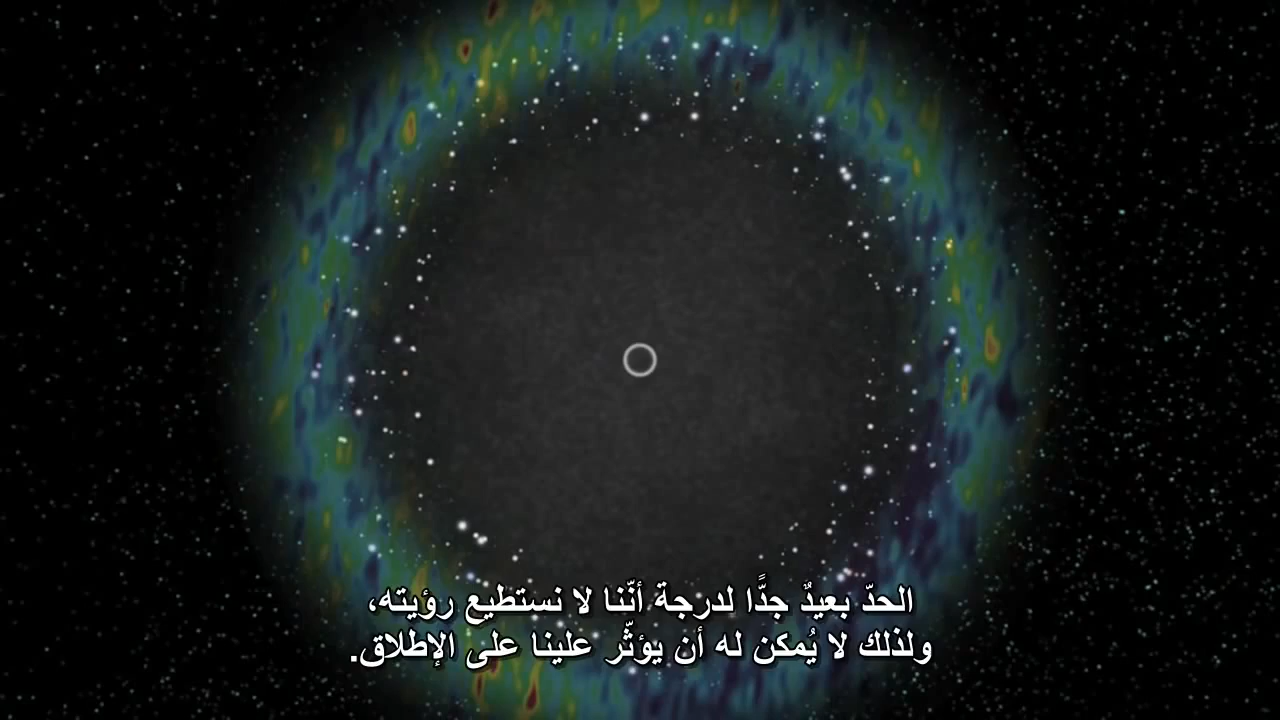 الحدّ بعيدٌ جدًّا لدرجة أنّنا لا نستطيع رؤيته،
ولذلك لا يُمكن له أن يؤثّر علينا على الإطلاق.